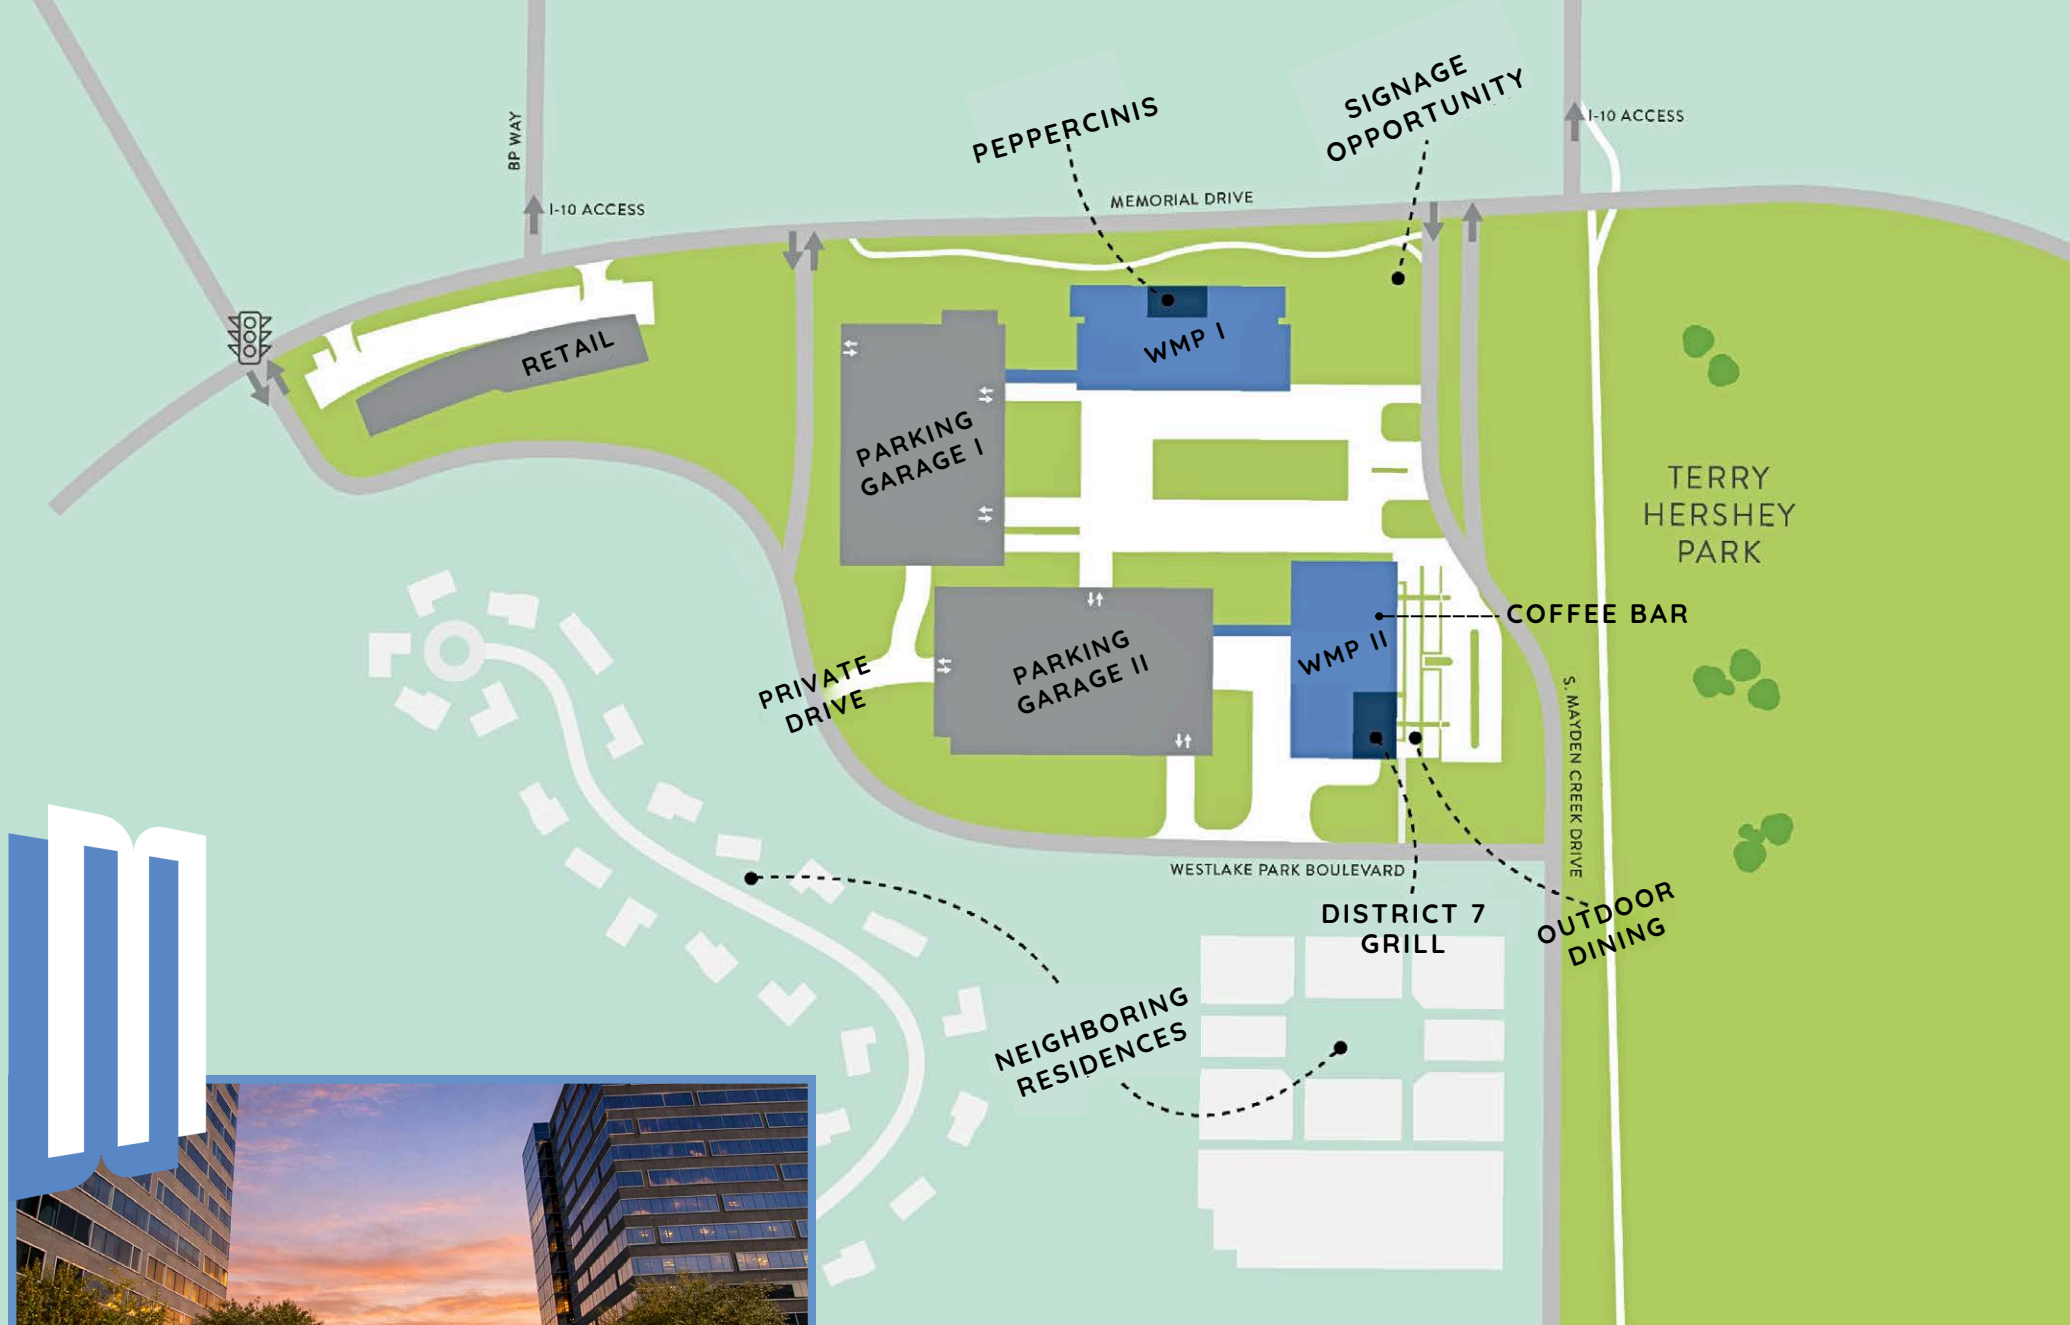 SIGNAGE
OPPORTUNITY
PEPPERCINIS
I-10 ACCESS
BP WAY
MEMORIAL DRIVE
I-10 ACCESS
WMP I
RETAIL
PARKING
GARAGE I
TERRY
HERSHEY
PARK
COFFEE BAR
WMP II
PARKING
GARAGE II
PRIVATE
DRIVE
S. MAYDEN CREEK DRIVE
WESTLAKE PARK BOULEVARD
DISTRICT 7
GRILL
OUTDOOR
DINING
NEIGHBORING
RESIDENCES